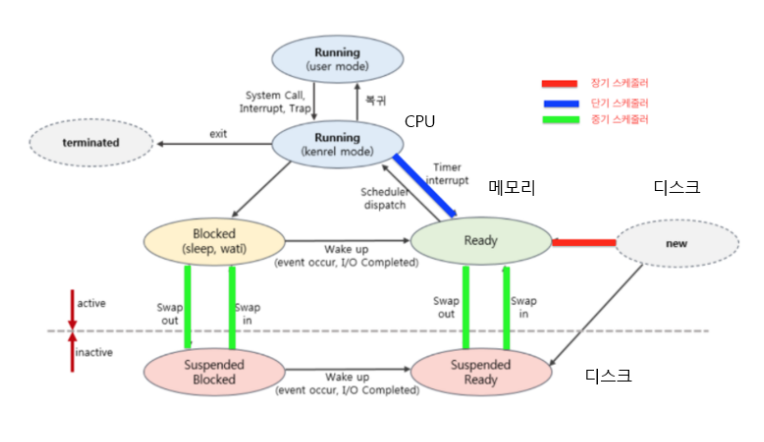 Running
(user mode)
장기 스케줄러
단기 스케줄러
중기 스케줄러
System Call,
Interrupt, Trap
복귀
CPU
terminated
exit
Running
(kenrel mode)
Timer
interrupt
Scheduler
dispatch
메모리
디스크
Blocked
(sleep, wati)
Wake up
(event occur, I/O Completed)
Ready
new
active
inactive
Swap
out
Swap
in
Swap
out
Swap
in
Suspended
Blocked
Wake up
(event occur, I/O Completed)
Suspended
Ready
디스크